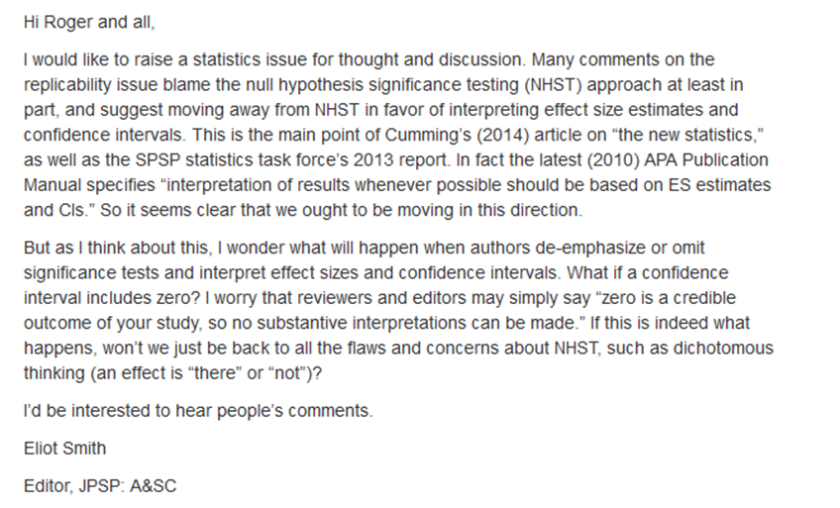 Hi Roger and all,
I would like to raise a statistics issue for thought and discussion. Many comments on the
replicability issue blame the null hypothesis significance testing (NHST) approach at least in
part, and suggest moving away from NHST in favor of interpreting effect size estimates and
confidence intervals. This is the main point of Cumming's (2014) article on “the new statistics,”
as well as the SPSP statistics task force's 2013 report. In fact the latest (2010) APA Publication
Manual specifies “interpretation of results whenever possible should be based on ES estimates
and CIs.” So it seems clear that we ought to be moving in this direction.
But as I think about this, I wonder what will happen when authors de-emphasize or omit
significance tests and interpret effect sizes and confidence intervals. What if a confidence
interval includes zero? I worry that reviewers and editors may simply say “zero is a credible
outcome of your study, so no substantive interpretations can be made.” If this is indeed what
happens, won't we just be back to all the flaws and concerns about NHST, such as dichotomous
thinking (an effect is “there” or “not”)?
I'd be interested to hear people's comments.
Eliot Smith
Editor, JPSP: A&SC